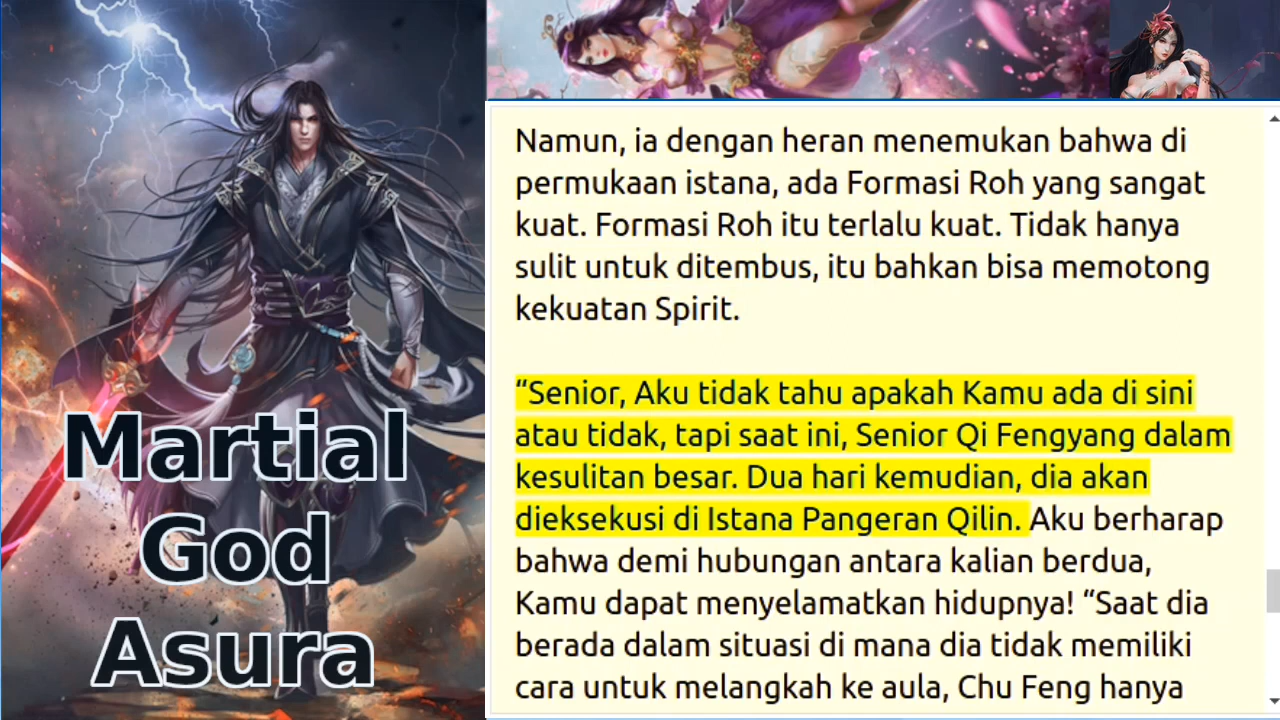 Martial
God
Asura
Namun, ia dengan heran menemukan bahwa di
permukaan istana, ada Formasi Roh yang sangat
kuat. Formasi Roh itu terlalu kuat. Tidak hanya
sulit untuk ditembus, itu bahkan bisa memotong
kekuatan Spirit.
“Senior, Aku tidak tahu apakah Kamu ada di sini
atau tidak, tapi saat ini, Senior Qi Fengyang dalam
kesulitan besar. Dua hari kemudian, dia akan
dieksekusi di Istana Pangeran Qilin. Aku berharap
bahwa demi hubungan antara kalian berdua,
Kamu dapat menyelamatkan hidupnya! “Saat dia
berada dalam situasi di mana dia tidak memiliki
cara untuk melangkah ke aula, Chu Feng hanya